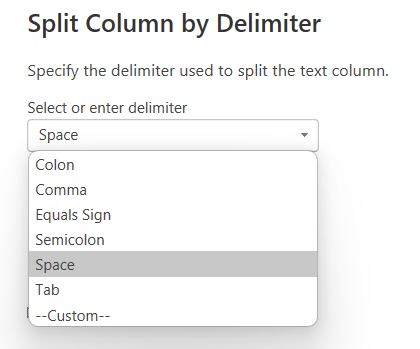 Split Column by Delimiter
Specify the delimiter used to split the text column.
Select or enter delimiter
Space
Colon
Comma
Equals Sign
Semicolon
Space
Tab
--Custom--